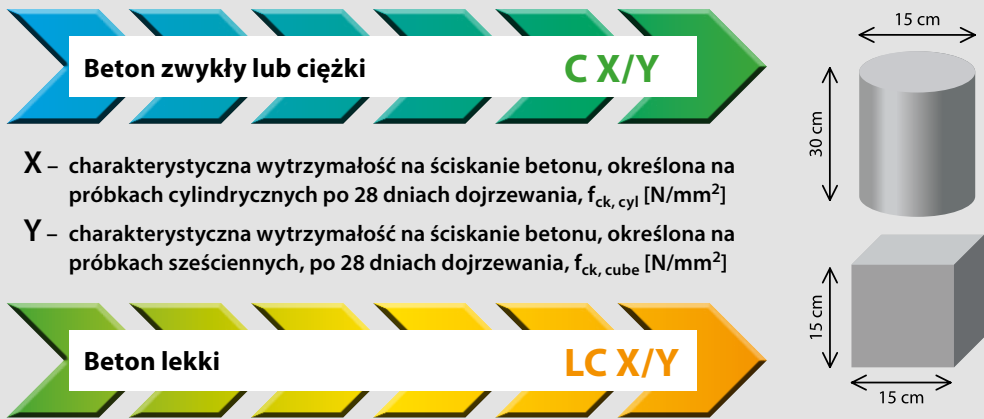 Beton zwykły lub ciężki C X/Y
X – charakterystyczna wytrzymałość na ściskanie betonu, określona na
próbkach cylindrycznych po 28 dniach dojrzewania, fck, cyl [N/mm²]
Y – charakterystyczna wytrzymałość na ściskanie betonu, określona na
próbkach sześciennych, po 28 dniach dojrzewania, fck, cube [N/mm²]
Beton lekki LC X/Y
15 cm
30 cm
15 cm
15 cm